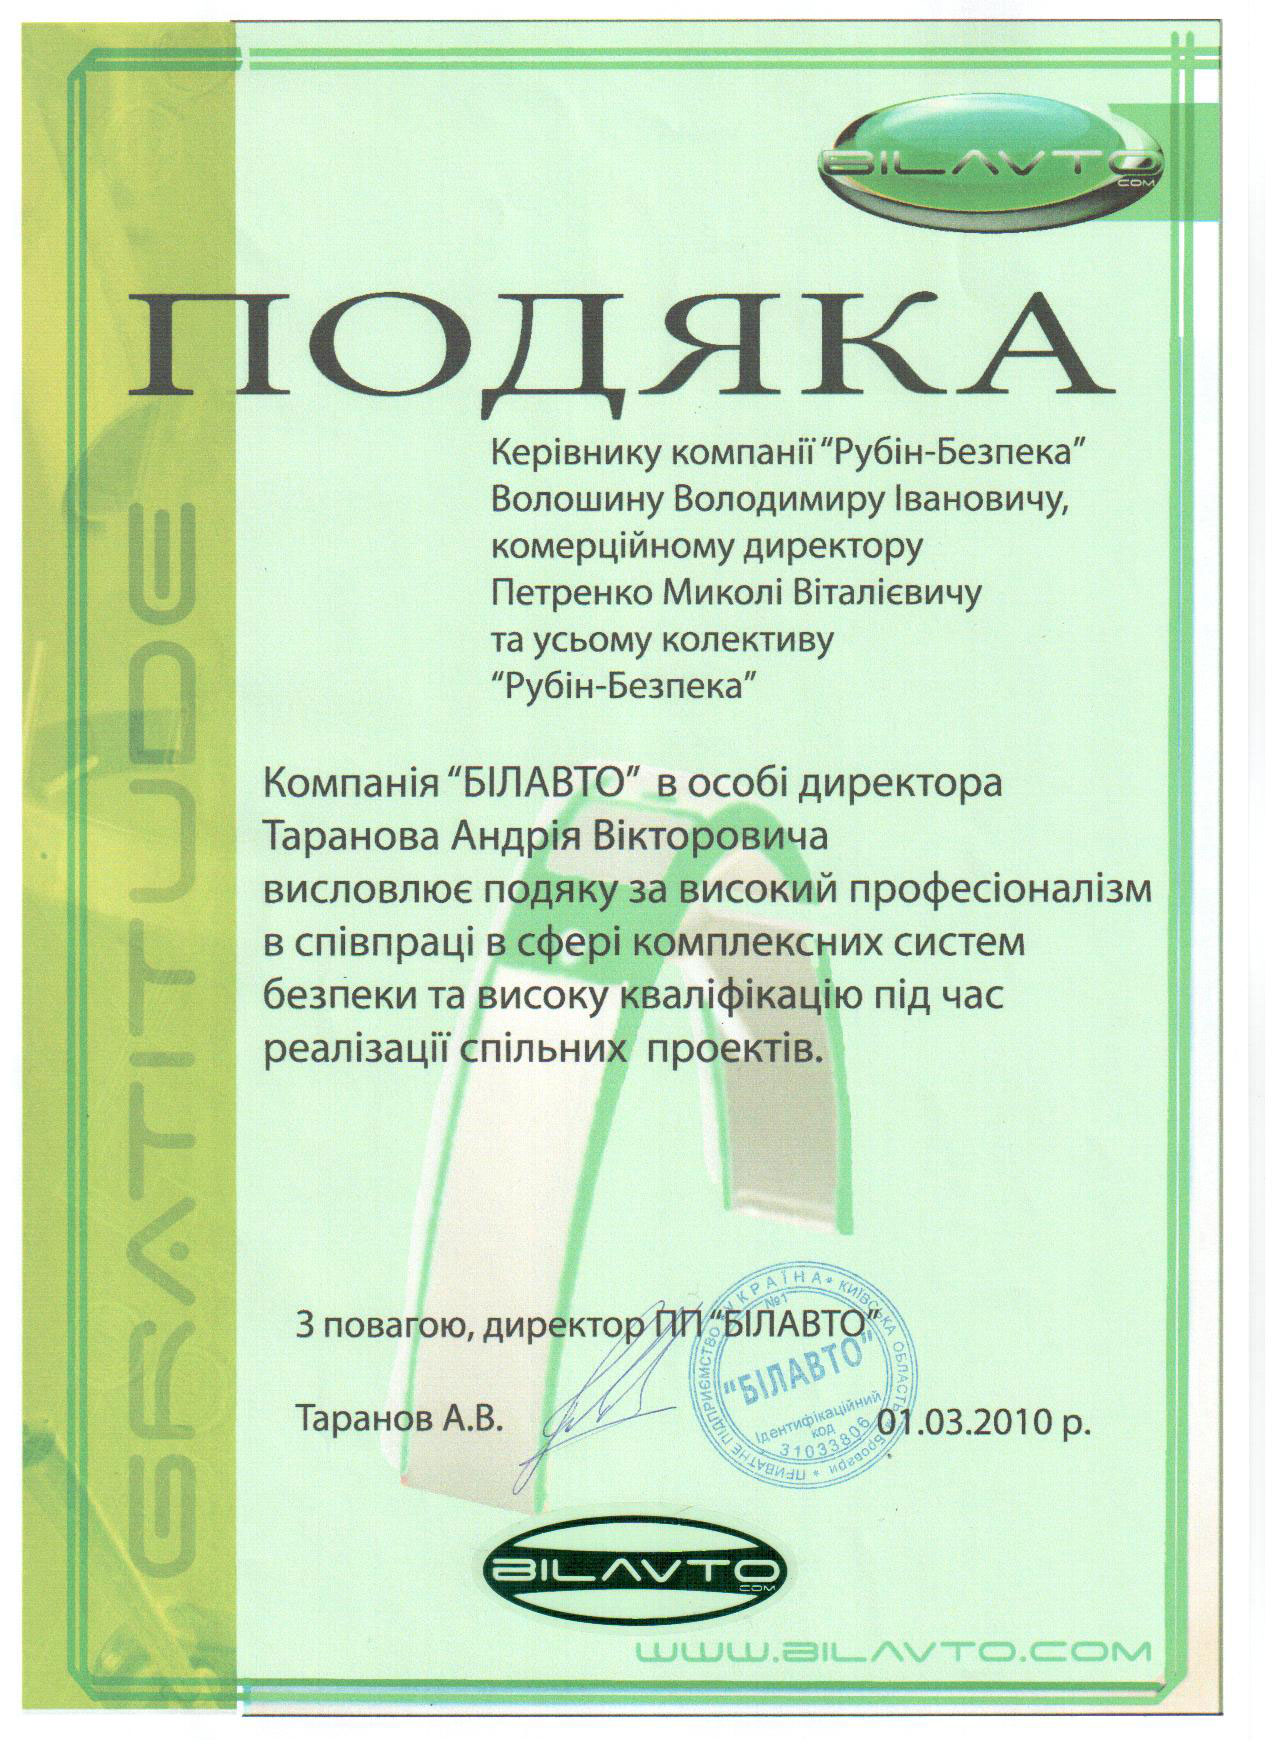 BILAVTO
COM
ПОДЯКА
Керівнику компанії “Рубін-Безпека”
Волошину Володимиру Івановичу,
комерційному директору
Петренко Миколі Віталієвичу
та усьому колективу
“Рубін-Безпека”
GRATITUDE
Компанія “БІЛАВТО” в особі директора
Таранова Андрія Вікторовича
висловлює подяку за високий професіоналізм
в співпраці в сфері комплексних систем
безпеки та високу кваліфікацію під час
реалізації спільних проектів.
З повагою, директор ПП “БІЛАВТО”
Таранов А.В.
01.03.2010 р.
УКРАЇНА * КИЇВСЬКА ОБЛАСТЬ * Бровари * ПРИВАТНЕ ПІДПРИЄМСТВО *
№1
“БІЛАВТО”
Ідентифікаційний
код
31033806
BILAVTO
COM
WWW.BILAVTO.COM